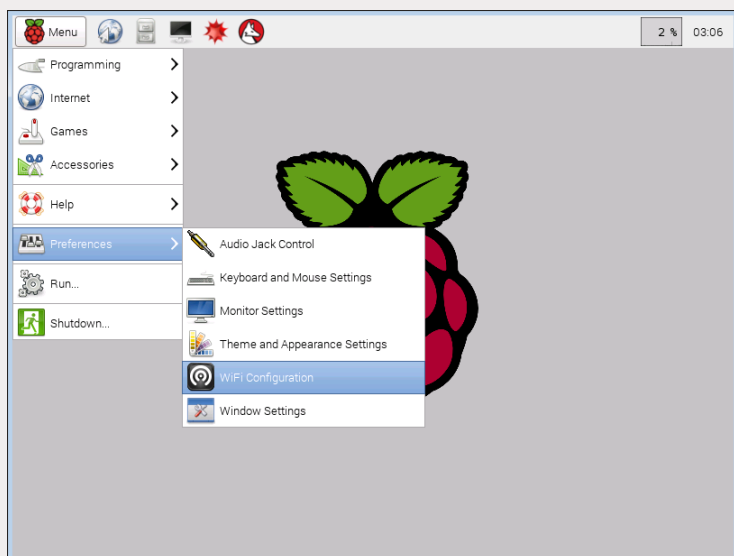 Menu
2 %
03:06
Programming
Internet
Games
Accessories
Help
Preferences
Run...
Shutdown...
Audio Jack Control
Keyboard and Mouse Settings
Monitor Settings
Theme and Appearance Settings
WiFi Configuration
Window Settings